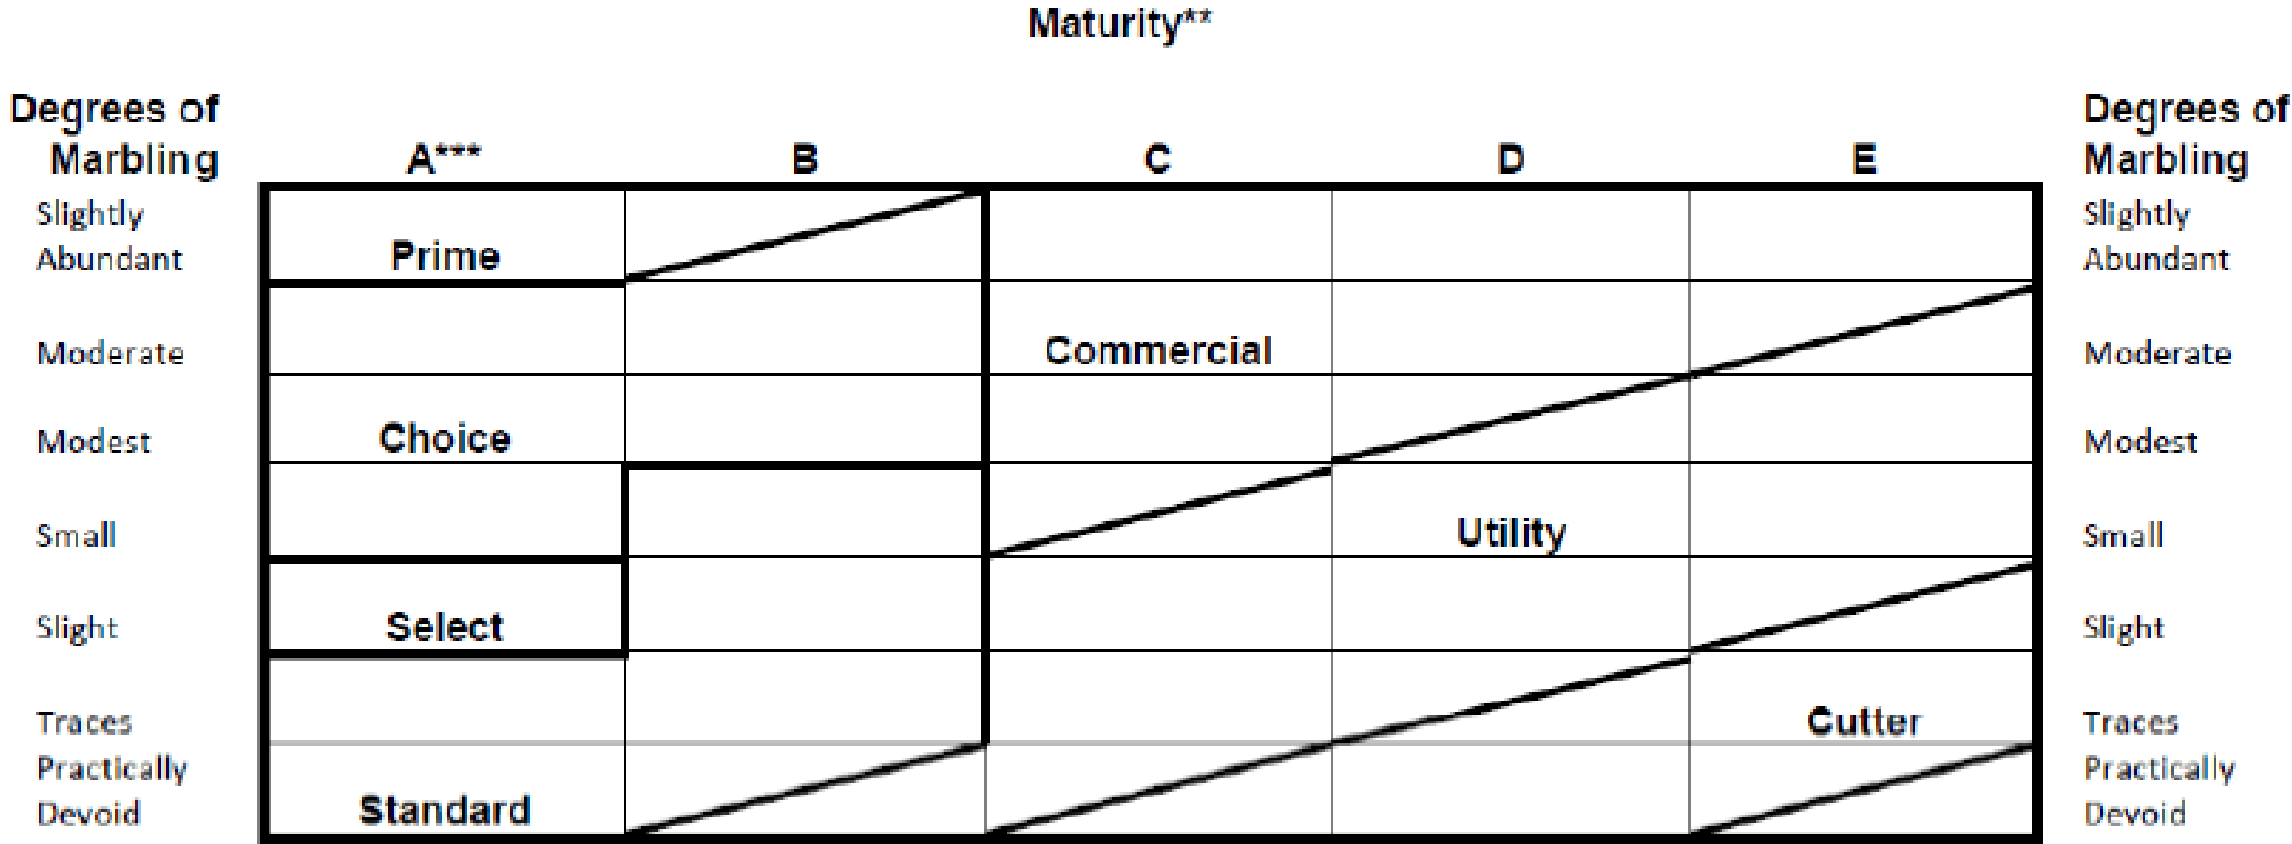 Maturity**
Degrees of Marbling A*** B C D E Degrees of Marbling
Slightly Abundant Prime Slightly Abundant
Moderate Commercial Moderate
Modest Choice Modest
Small Utility Small
Slight Select Slight
Traces Cutter Traces
Practically Devoid Standard Practically Devoid